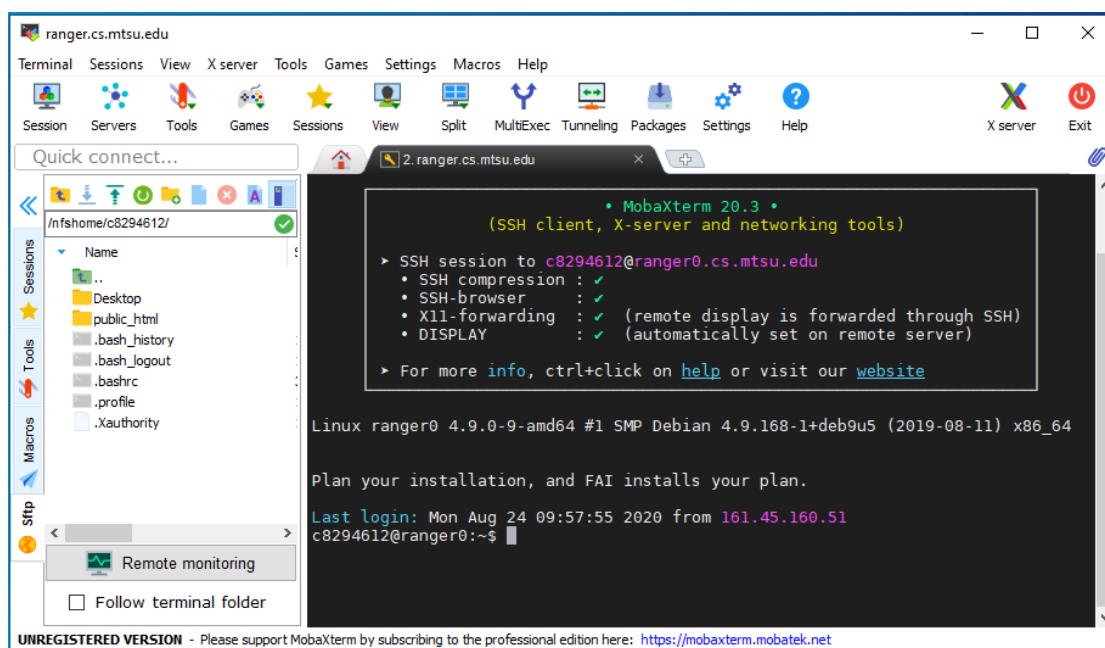 ranger.cs.mtsu.edu
Terminal Sessions View X server Tools Games Settings Macros Help
Session Servers Tools Games Sessions View Split MultiExec Tunneling Packages Settings Help X server Exit
Quick connect...
2. ranger.cs.mtsu.edu
/nfshome/c8294612/
Name
..
Desktop
public_html
.bash_history
.bash_logout
.bashrc
.profile
.Xauthority
Sessions
Tools
Macros
Sftp
Remote monitoring
Follow terminal folder
• MobaXterm 20.3 •
(SSH client, X-server and networking tools)
➤ SSH session to c8294612@ranger0.cs.mtsu.edu
• SSH compression : ✔
• SSH-browser : ✔
• X11-forwarding : ✔ (remote display is forwarded through SSH)
• DISPLAY : ✔ (automatically set on remote server)
➤ For more info, ctrl+click on help or visit our website
Linux ranger0 4.9.0-9-amd64 #1 SMP Debian 4.9.168-1+deb9u5 (2019-08-11) x86_64
Plan your installation, and FAI installs your plan.
Last login: Mon Aug 24 09:57:55 2020 from 161.45.160.51
c8294612@ranger0:~$
UNREGISTERED VERSION - Please support MobaXterm by subscribing to the professional edition here: https://mobaxterm.mobatek.net